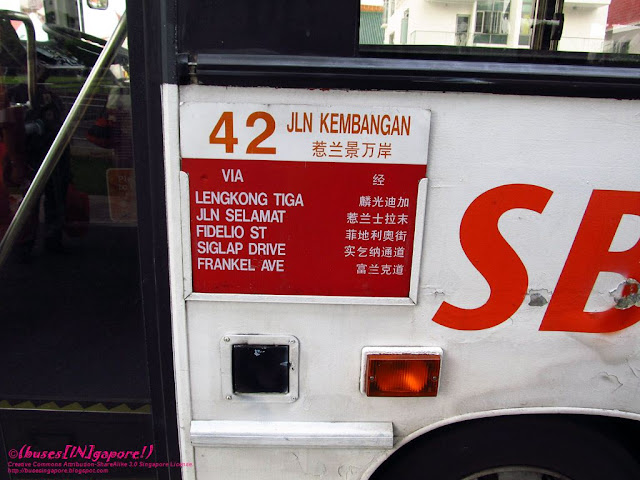 42 JLN KEMBANGAN
惹兰景万岸
VIA 经
LENGKONG TIGA 麟光迪加
JLN SELAMAT 惹兰士拉末
FIDELIO ST 菲地利奥街
SIGLAP DRIVE 实乞纳通道
FRANKEL AVE 富兰克道
SB
©(buses[IN]gapore!)
Creative Commons Attribution-ShareAlike 3.0 Singapore License
http://busesingapore.blogspot.com